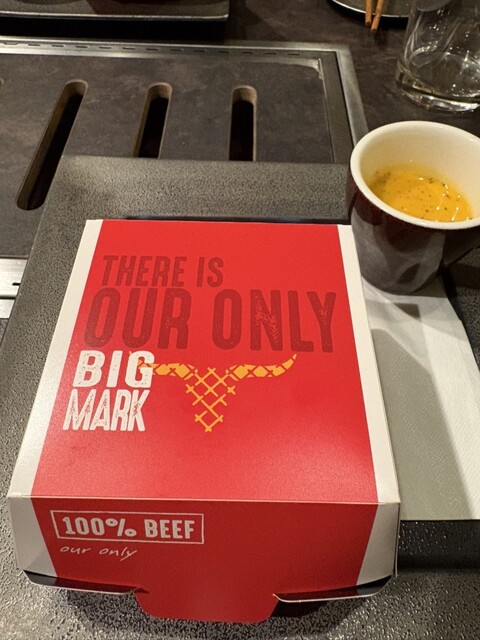 THERE IS
OUR ONLY
BIG
MARK
100% BEEF
our only